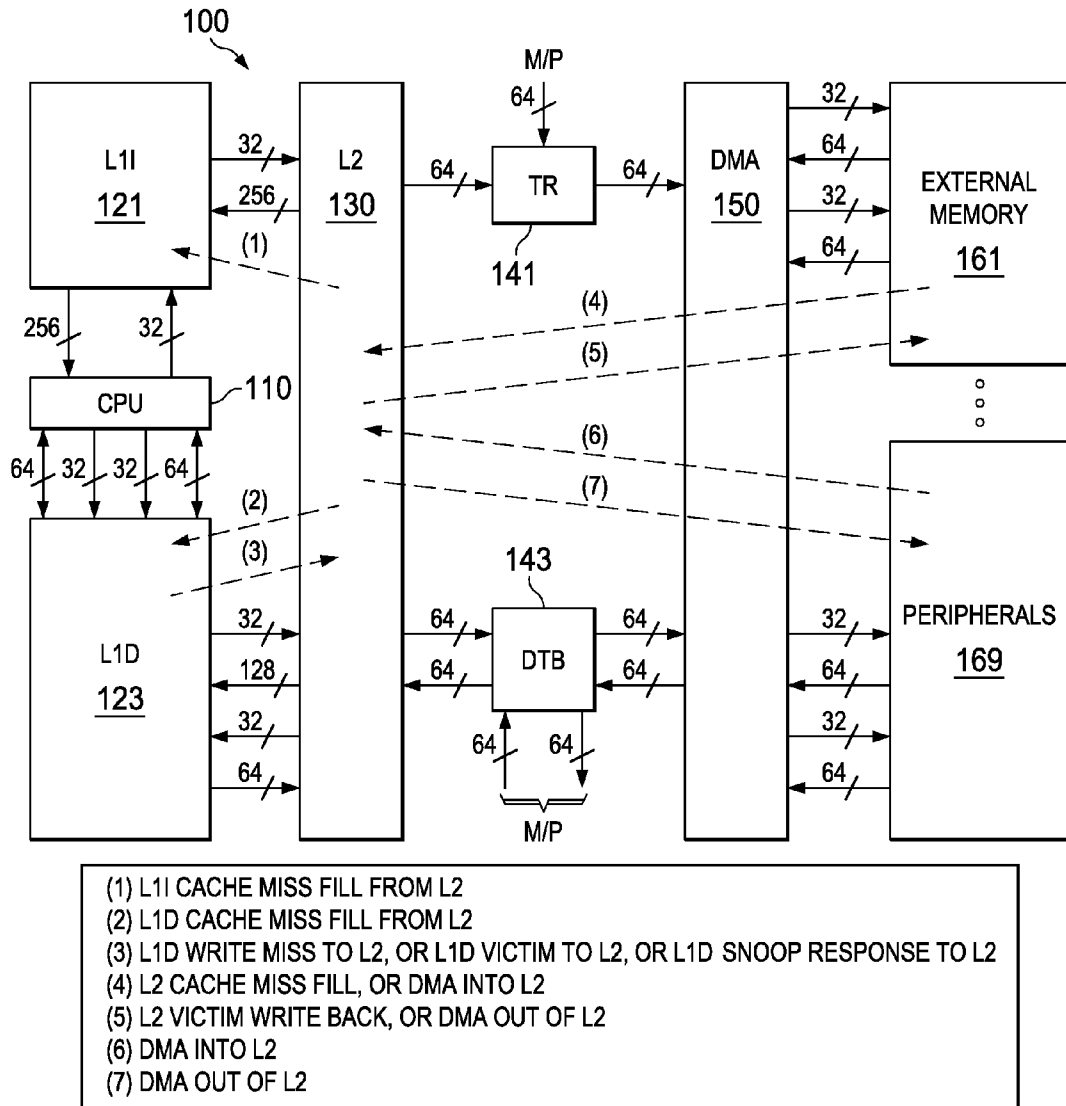 100
M/P
64
L1I
121
32
256
(1)
L2
130
64
TR
141
64
DMA
150
32
64
32
64
EXTERNAL
MEMORY
161
(4)
(5)
256
32
CPU
110
64
32
32
64
(6)
(7)
(2)
(3)
143
L1D
123
32
128
32
64
64
64
DTB
64
64
64
64
M/P
32
64
32
64
PERIPHERALS
169
(1) L1I CACHE MISS FILL FROM L2
(2) L1D CACHE MISS FILL FROM L2
(3) L1D WRITE MISS TO L2, OR L1D VICTIM TO L2, OR L1D SNOOP RESPONSE TO L2
(4) L2 CACHE MISS FILL, OR DMA INTO L2
(5) L2 VICTIM WRITE BACK, OR DMA OUT OF L2
(6) DMA INTO L2
(7) DMA OUT OF L2